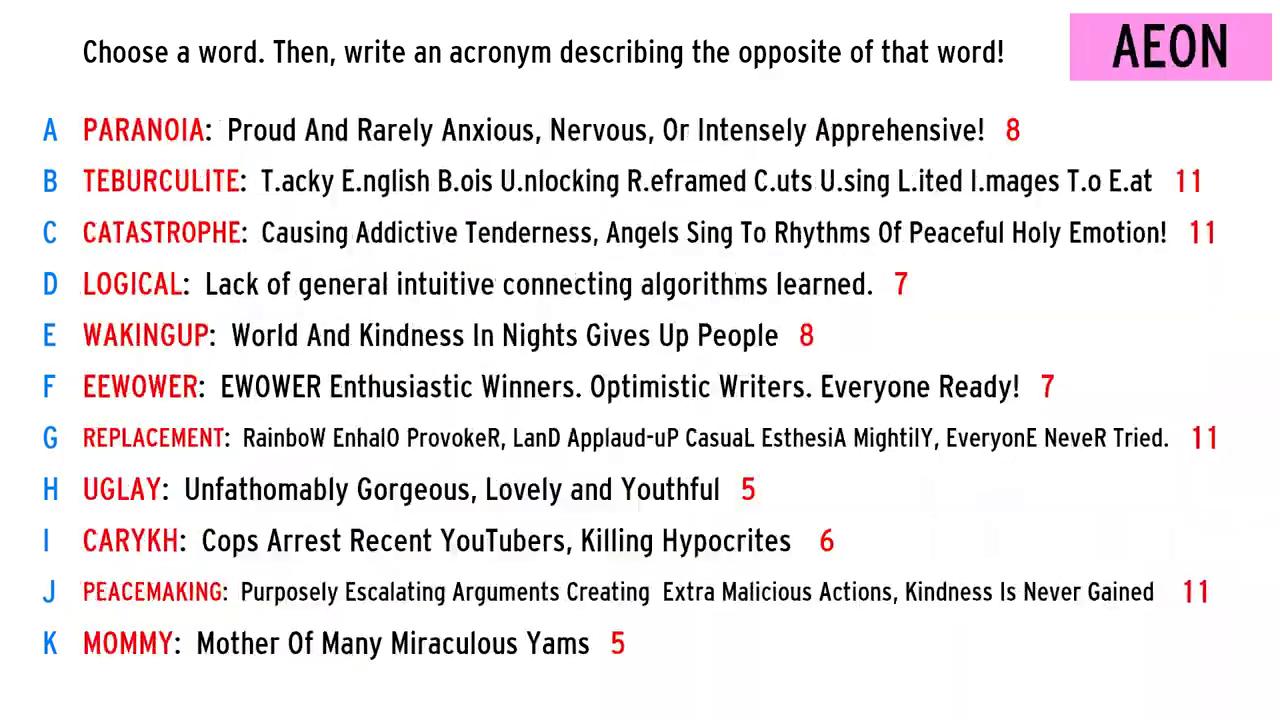 Choose a word. Then, write an acronym describing the opposite of that word!
AEON
A PARANOIA: Proud And Rarely Anxious, Nervous, Or Intensely Apprehensive! 8
B TEBURCULITE: T.acky E.nglish B.ois U.nlocking R.eframed C.uts U.sing L.ited I.mages T.o E.at 11
C CATASTROPHE: Causing Addictive Tenderness, Angels Sing To Rhythms Of Peaceful Holy Emotion! 11
D LOGICAL: Lack of general intuitive connecting algorithms learned. 7
E WAKINGUP: World And Kindness In Nights Gives Up People 8
F EEWOWER: EWOWER Enthusiastic Winners. Optimistic Writers. Everyone Ready! 7
G REPLACEMENT: RainboW EnhalO ProvokeR, LanD Applaud-uP CasuaL EsthesiA MightilY, EveryonE NeveR Tried. 11
H UGLAY: Unfathomably Gorgeous, Lovely and Youthful 5
I CARYKH: Cops Arrest Recent YouTubers, Killing Hypocrites 6
J PEACEMAKING: Purposely Escalating Arguments Creating Extra Malicious Actions, Kindness Is Never Gained 11
K MOMMY: Mother Of Many Miraculous Yams 5